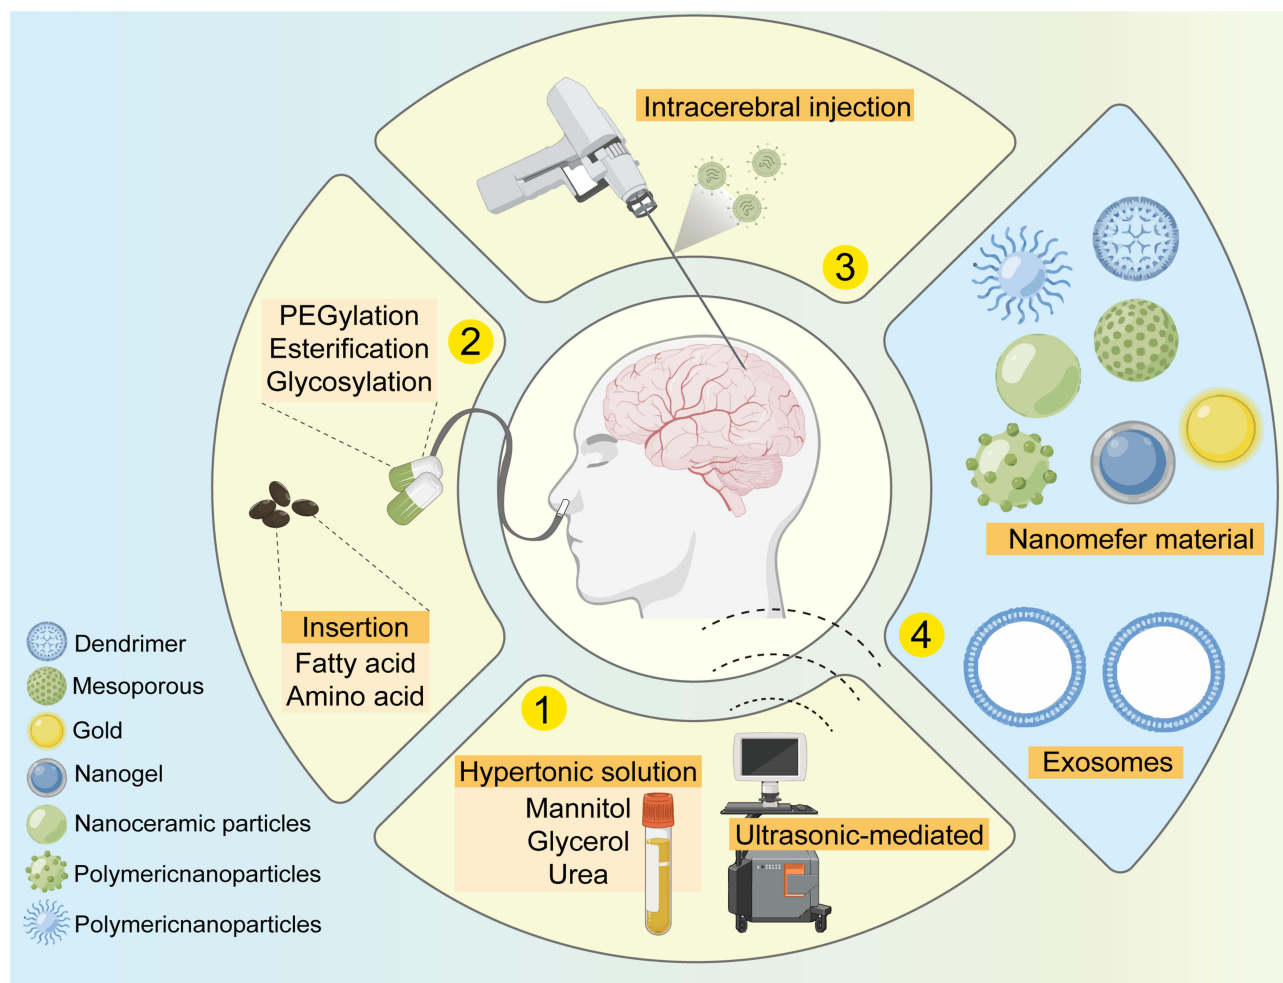 Intracerebral injection
3
PEGylation
Esterification
Glycosylation
2
Insertion
Fatty acid
Amino acid
1
Hypertonic solution
Mannitol
Glycerol
Urea
Ultrasonic-mediated
Nanomefer material
4
Exosomes
Dendrimer
Mesoporous
Gold
Nanogel
Nanoceramic particles
Polymericnanoparticles
Polymericnanoparticles